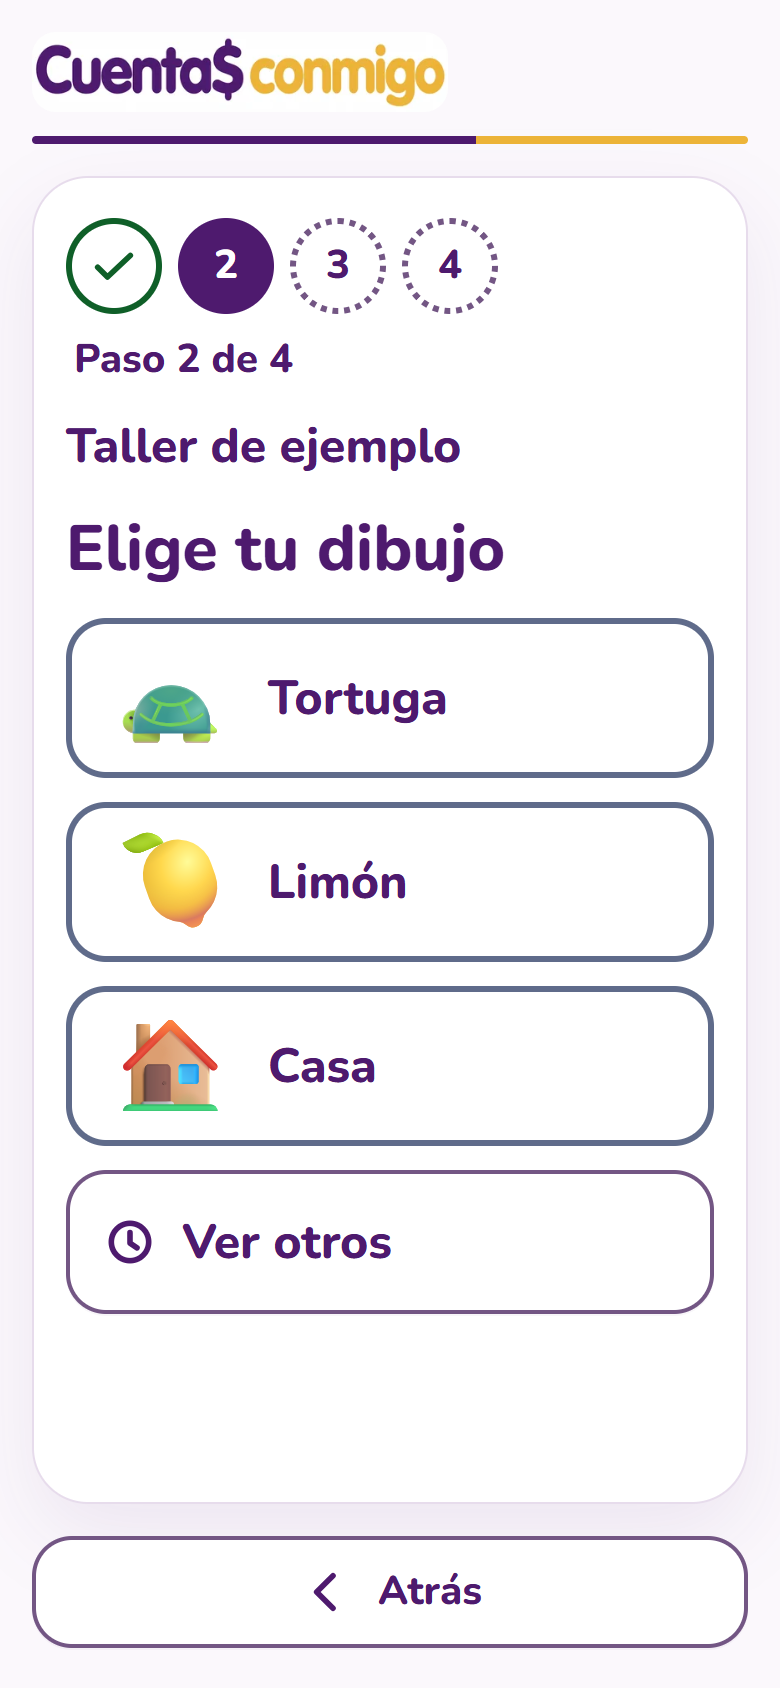 Cuenta$ conmigo
2 3 4
Paso 2 de 4
Taller de ejemplo
Elige tu dibujo
Tortuga
Limón
Casa
Ver otros
Atrás